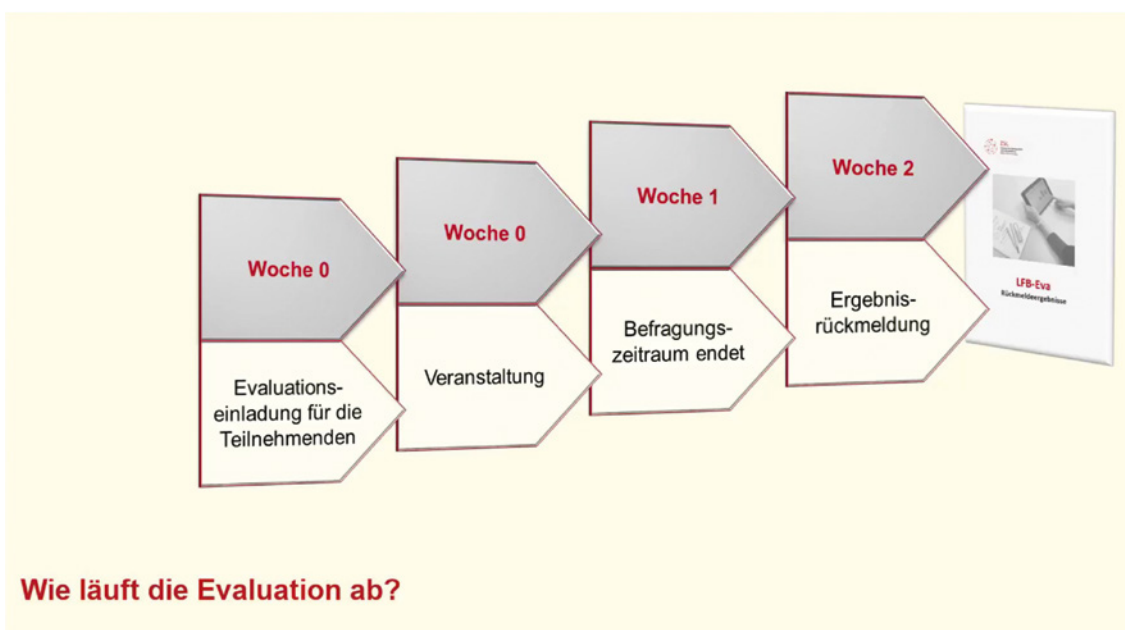 Woche 0
Evaluations-
einladung für die
Teilnehmenden
Woche 0
Veranstaltung
Woche 1
Befragungs-
zeitraum endet
Woche 2
Ergebnis-
rückmeldung
LFB-Eva
Rückmeldeergebnisse
Wie läuft die Evaluation ab?